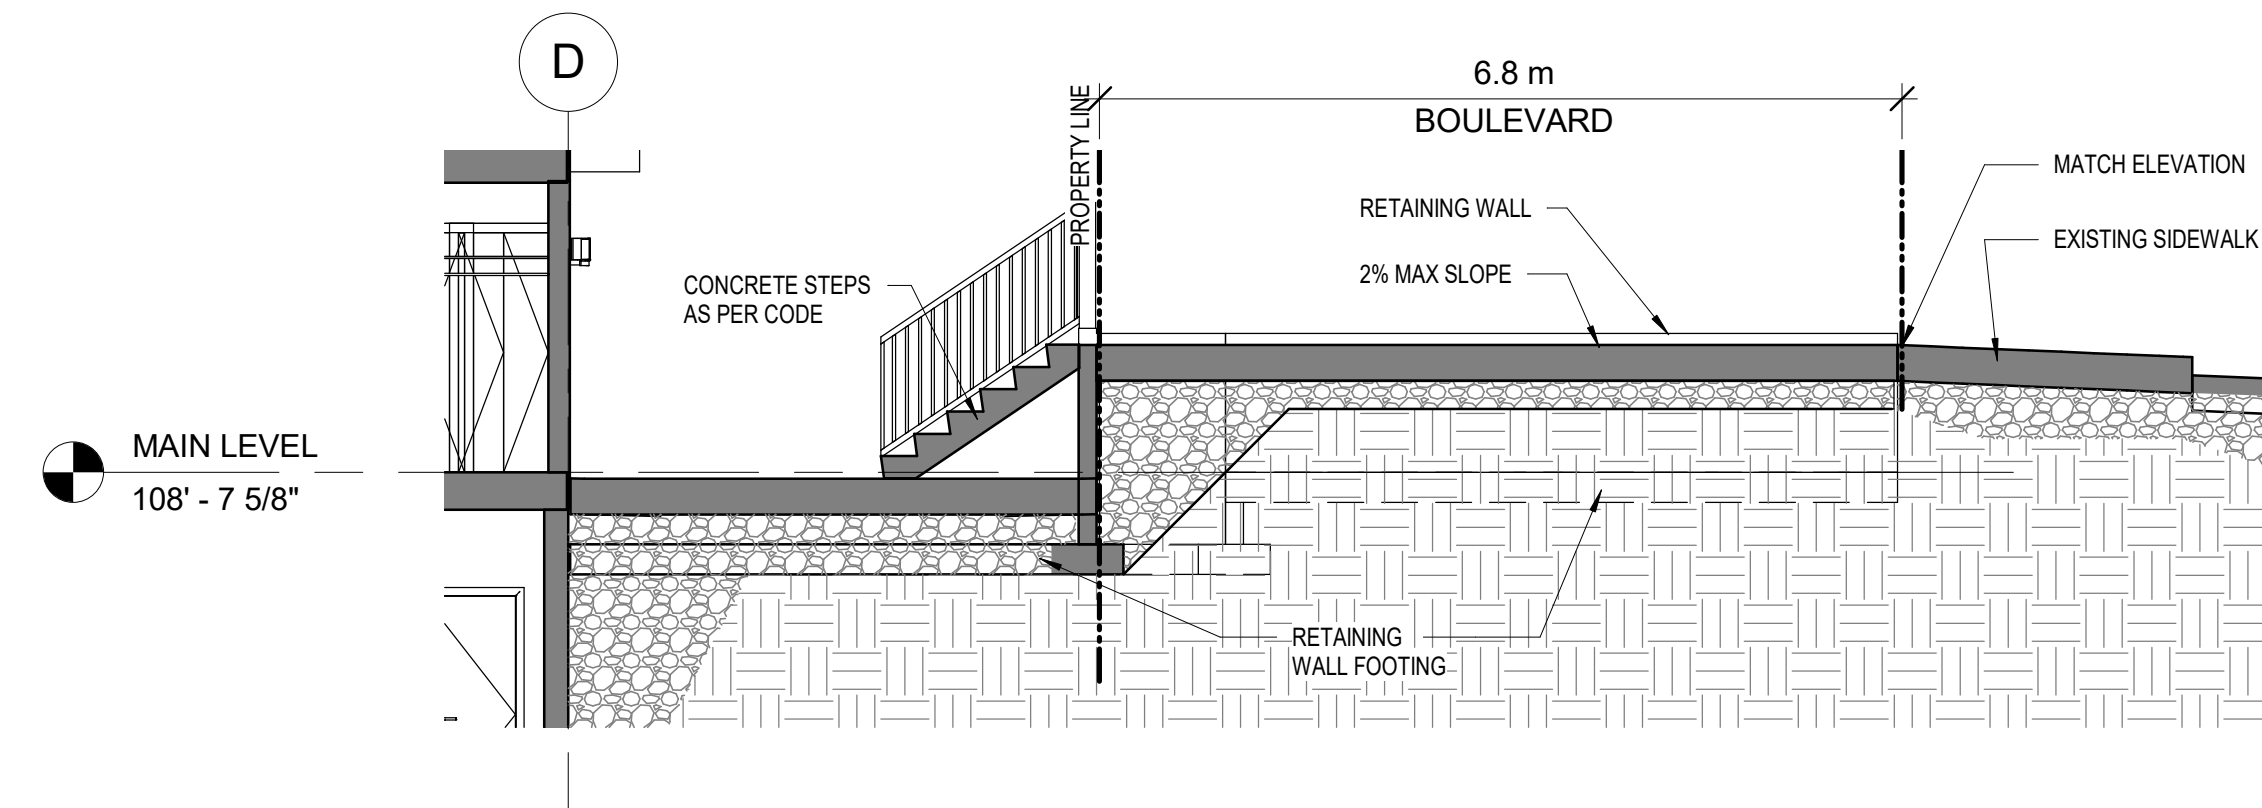 D
6.8 m
BOULEVARD
PROPERTY LINE
MATCH ELEVATION
RETAINING WALL
EXISTING SIDEWALK
2% MAX SLOPE
CONCRETE STEPS
AS PER CODE
MAIN LEVEL
108' - 7 5/8"
RETAINING
WALL FOOTING